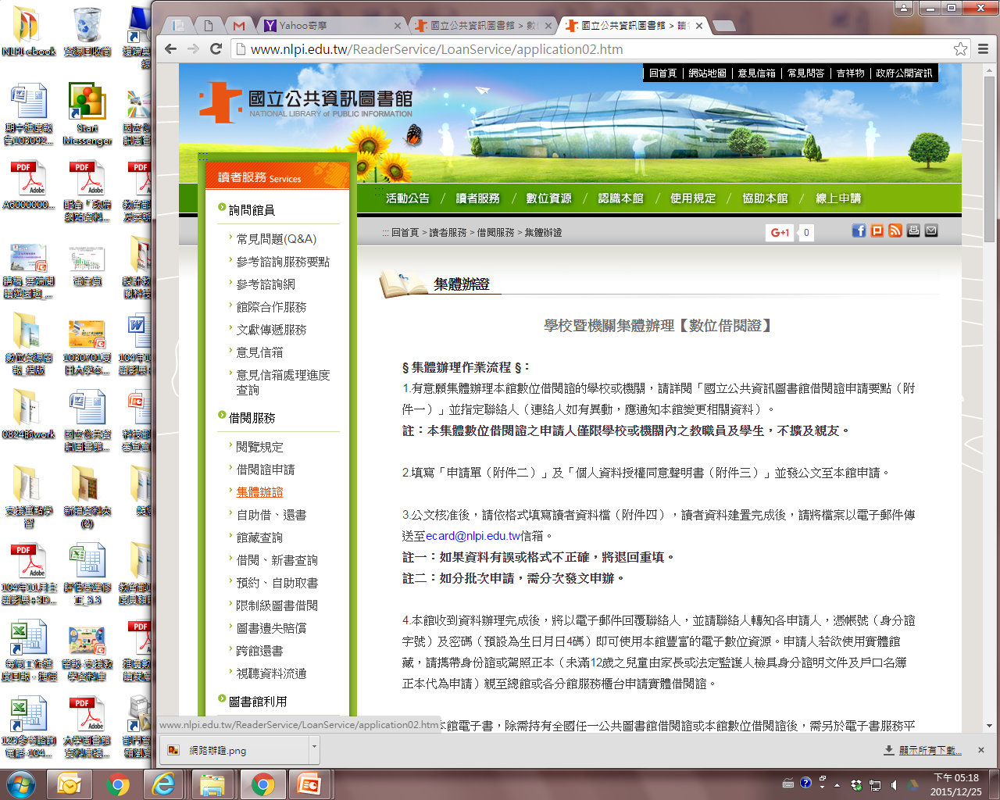 Yahoo奇摩
國立公共資訊圖書館 > 數位
國立公共資訊圖書館 > 讀者
www.nlpi.edu.tw/ReaderService/LoanService/application02.htm
回首頁 | 網站地圖 | 意見信箱 | 常見問答 | 吉祥物 | 政府公開資訊
國立公共資訊圖書館
NATIONAL LIBRARY of PUBLIC INFORMATION
活動公告 / 讀者服務 / 數位資源 / 認識本館 / 使用規定 / 協助本館 / 線上申請
::: 回首頁 > 讀者服務 > 借閱服務 > 集體辦證
G+1 0
讀者服務 Services
詢問館員
常見問題(Q&A)
參考諮詢服務要點
參考諮詢網
館際合作服務
文獻傳遞服務
意見信箱
意見信箱處理進度
查詢
借閱服務
閱覽規定
借閱證申請
集體辦證
自助借、還書
館藏查詢
借閱、新書查詢
預約、自助取書
限制級圖書借閱
圖書遺失賠償
跨館還書
視聽資料流通
圖書館利用
集體辦證
學校暨機關集體辦理【數位借閱證】
§ 集體辦理作業流程 §：
1.有意願集體辦理本館數位借閱證的學校或機關，請詳閱「國立公共資訊圖書館借閱證申請要點（附
件一）」並指定聯絡人（連絡人如有異動，應通知本館變更相關資料）。
註：本集體數位借閱證之申請人僅限學校或機關內之教職員及學生，不擴及親友。
2.填寫「申請單（附件二）」及「個人資料授權同意聲明書（附件三）」並發公文至本館申請。
3.公文核准後，請依格式填寫讀者資料檔（附件四），讀者資料建置完成後，請將檔案以電子郵件傳
送至ecard@nlpi.edu.tw信箱。
註一：如果資料有誤或格式不正確，將退回重填。
註二：如分批次申請，需分次發文申辦。
4.本館收到資料辦理完成後，將以電子郵件回覆聯絡人，並請聯絡人轉知各申請人，憑帳號（身分證
字號）及密碼（預設為生日月日4碼）即可使用本館豐富的電子數位資源。申請人若欲使用實體館
藏，請攜帶身份證或駕照正本（未滿12歲之兒童由家長或法定監護人檢具身分證明文件及戶口名簿
正本代為申請）親至總館或各分館服務櫃台申請實體借閱證。
本館電子書，除需持有全國任一公共圖書館借閱證或本館數位借閱證後，需另於電子書服務平
www.nlpi.edu.tw/ReaderService/LoanService/application02.htm
網路辦證.png
顯示所有下載...
NLPI ebook
資源回收筒
Start
Messenger
A6000000...
0824前work
下午 05:18
2015/12/25